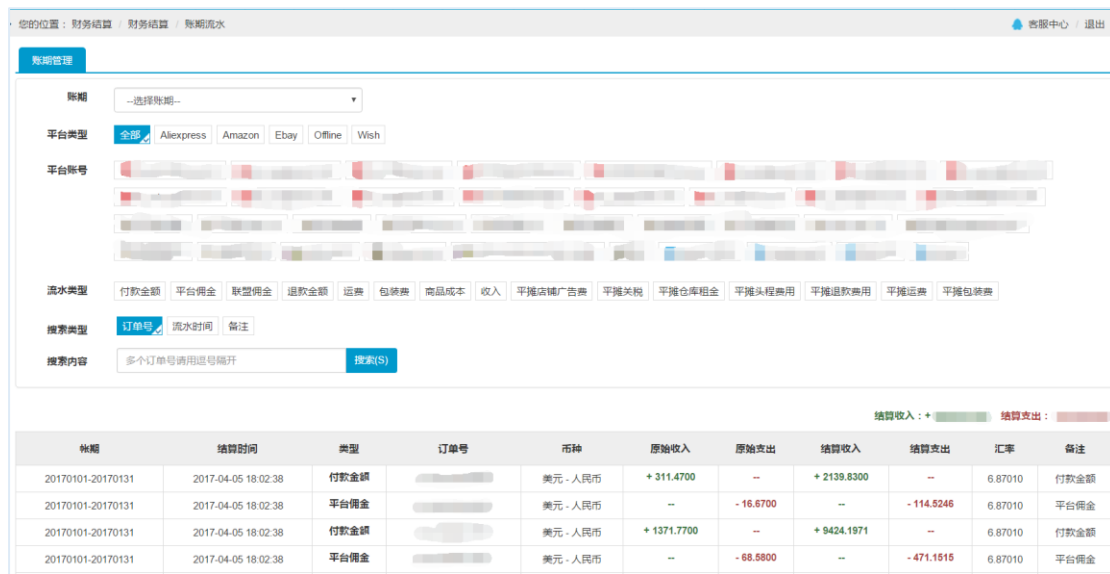 您的位置： 财务结算 / 财务结算 / 账期流水 客服中心 / 退出
账期管理
账期 --选择账期--
平台类型 全部 Aliexpress Amazon Ebay Offline Wish
平台账号
流水类型 付款金额 平台佣金 联盟佣金 退款金额 运费 包装费 商品成本 收入 平摊店铺广告费 平摊关税 平摊仓库租金 平摊头程费用 平摊退款费用 平摊运费 平摊包装费
搜索类型 订单号 流水时间 备注
搜索内容 多个订单号请用逗号隔开 搜索(S)
结算收入：+ 结算支出：
帐期 结算时间 类型 订单号 币种 原始收入 原始支出 结算收入 结算支出 汇率 备注
20170101-20170131 2017-04-05 18:02:38 付款金额 美元 - 人民币 + 311.4700 -- + 2139.8300 -- 6.87010 付款金额
20170101-20170131 2017-04-05 18:02:38 平台佣金 美元 - 人民币 -- - 16.6700 -- - 114.5246 6.87010 平台佣金
20170101-20170131 2017-04-05 18:02:38 付款金额 美元 - 人民币 + 1371.7700 -- + 9424.1971 -- 6.87010 付款金额
20170101-20170131 2017-04-05 18:02:38 平台佣金 美元 - 人民币 -- - 68.5800 -- - 471.1515 6.87010 平台佣金